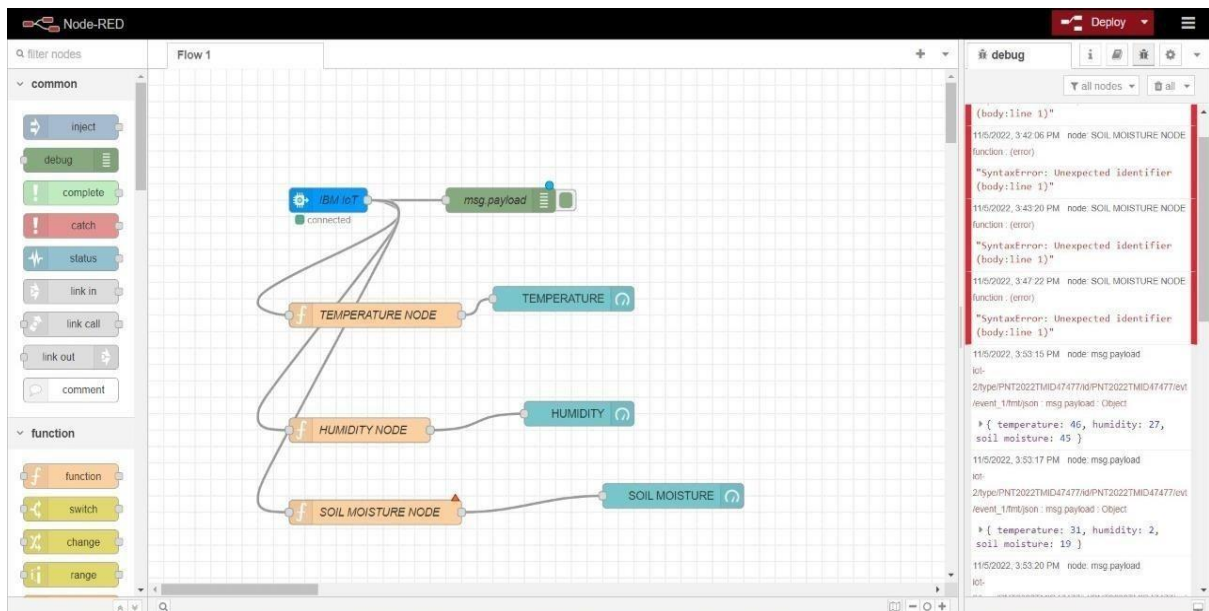 Node-RED
Deploy
filter nodes
common
inject
debug
complete
catch
status
link in
link call
link out
comment
function
function
switch
change
range
Flow 1
IBM IoT
connected
msg.payload
TEMPERATURE NODE
TEMPERATURE
HUMIDITY NODE
HUMIDITY
SOIL MOISTURE NODE
SOIL MOISTURE
debug
all nodes
all
(body:line 1)"
11/5/2022, 3:42:06 PM node: SOIL MOISTURE NODE
function : (error)
"SyntaxError: Unexpected identifier
(body:line 1)"
11/5/2022, 3:43:20 PM node: SOIL MOISTURE NODE
function : (error)
"SyntaxError: Unexpected identifier
(body:line 1)"
11/5/2022, 3:47:22 PM node: SOIL MOISTURE NODE
function : (error)
"SyntaxError: Unexpected identifier
(body:line 1)"
11/5/2022, 3:53:15 PM node: msg.payload
iot-
2/type/PNT2022TMID47477/id/PNT2022TMID47477/evt
/event_1/fmt/json : msg.payload : Object
{ temperature: 46, humidity: 27,
soil moisture: 45 }
11/5/2022, 3:53:17 PM node: msg.payload
iot-
2/type/PNT2022TMID47477/id/PNT2022TMID47477/evt
/event_1/fmt/json : msg.payload : Object
{ temperature: 31, humidity: 2,
soil moisture: 19 }
11/5/2022, 3:53:20 PM node: msg.payload
iot-